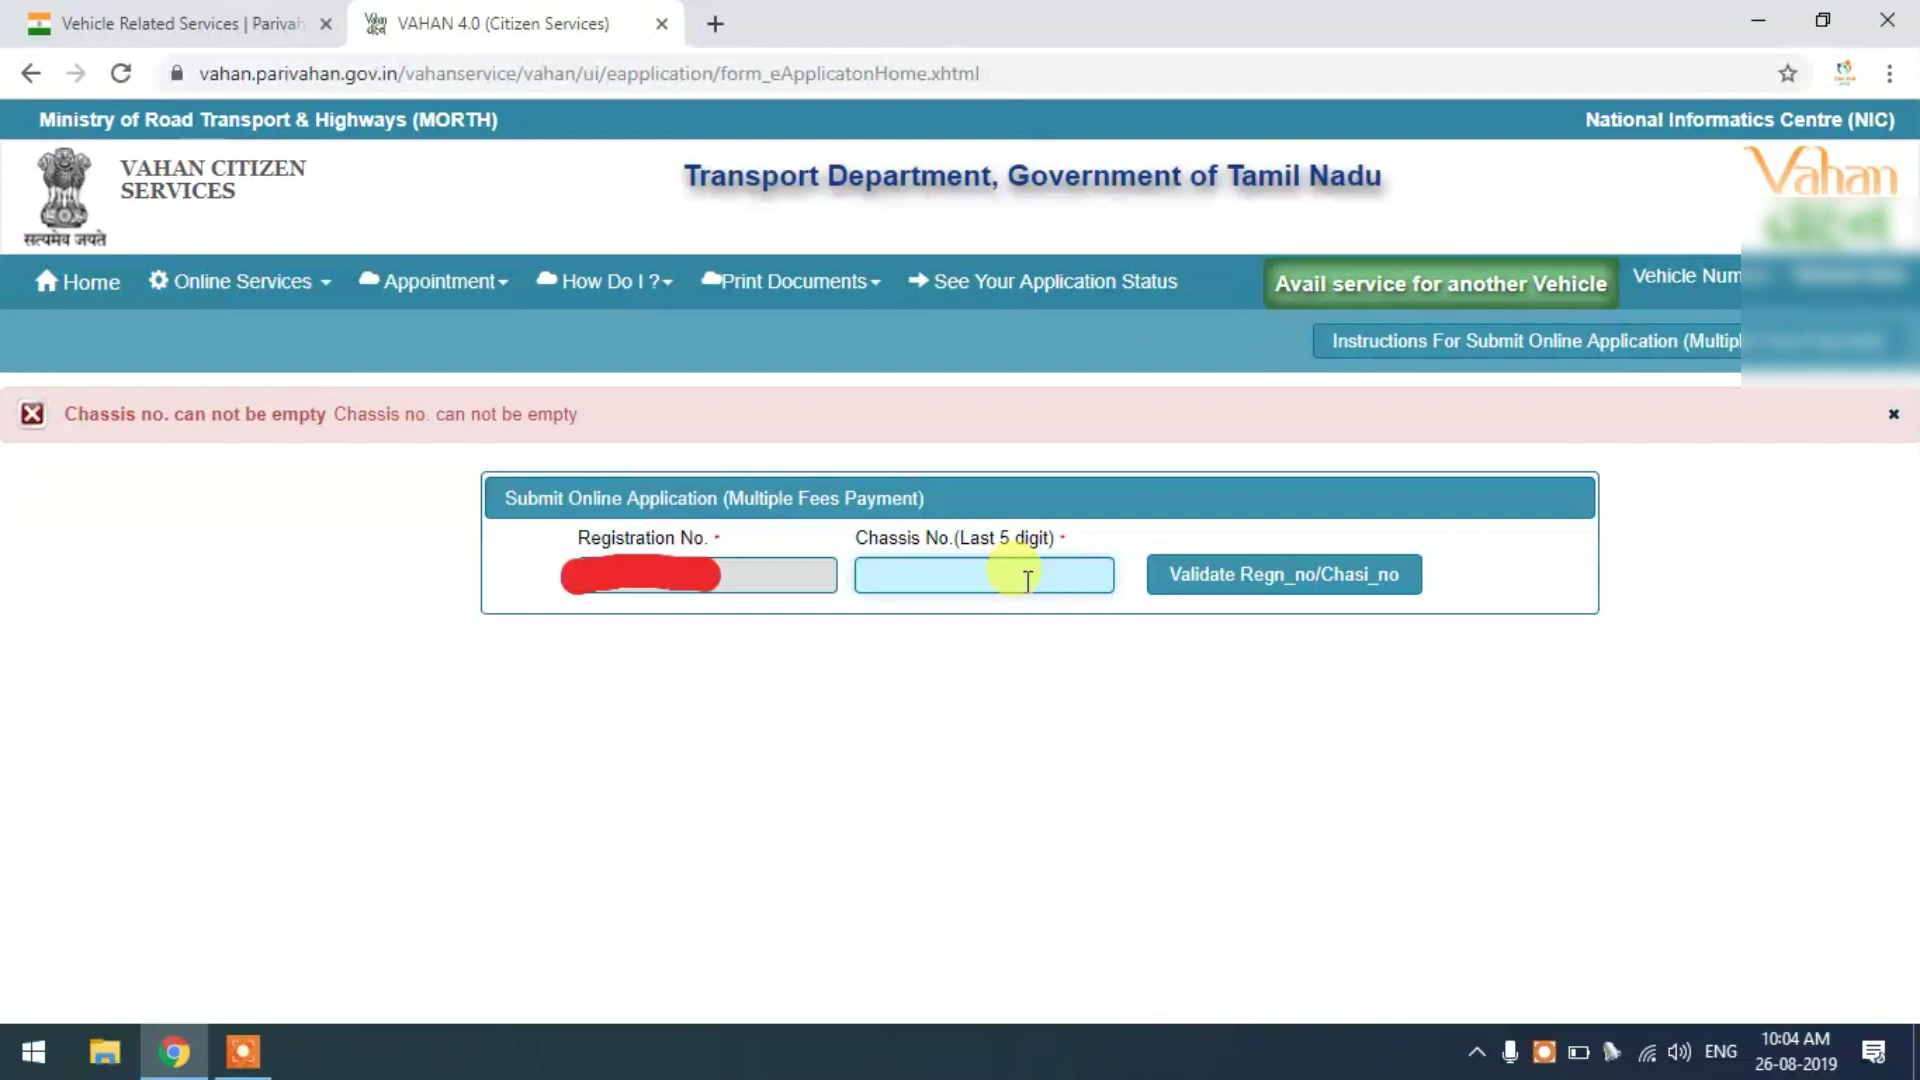 Vehicle Related Services | Parivah
VAHAN 4.0 (Citizen Services)
vahan.parivahan.gov.in/vahanservice/vahan/ui/eapplication/form_eApplicatonHome.xhtml
Ministry of Road Transport & Highways (MORTH)
National Informatics Centre (NIC)
सत्यमेव जयते
VAHAN CITIZEN
SERVICES
Transport Department, Government of Tamil Nadu
Vahan
Home
Online Services
Appointment
How Do I ?
Print Documents
See Your Application Status
Avail service for another Vehicle
Vehicle Num
Instructions For Submit Online Application (Multipl
Chassis no. can not be empty Chassis no. can not be empty
Submit Online Application (Multiple Fees Payment)
Registration No. *
Chassis No.(Last 5 digit) *
Validate Regn_no/Chasi_no
ENG
10:04 AM
26-08-2019